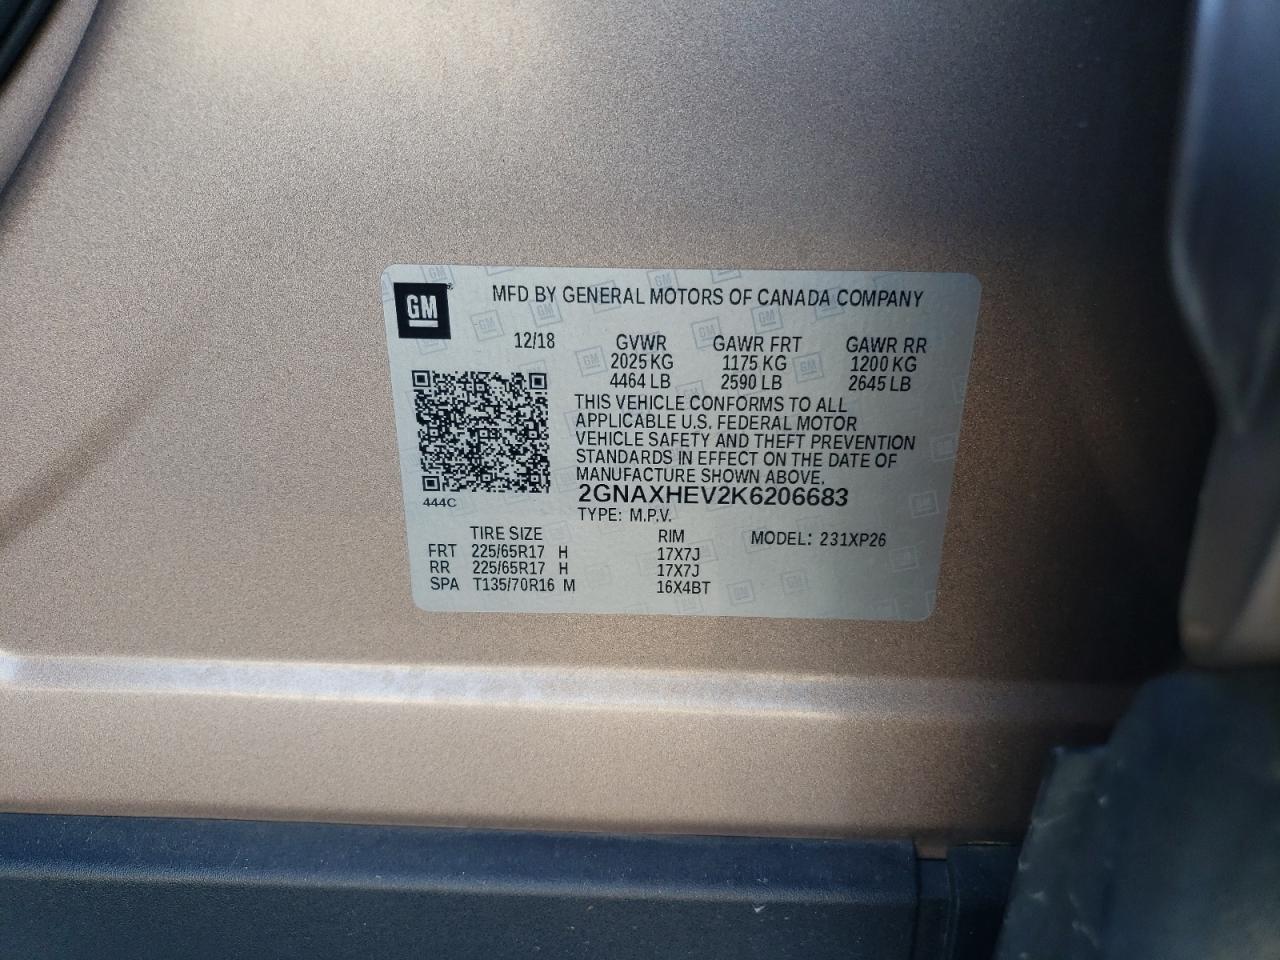 GM
MFD BY GENERAL MOTORS OF CANADA COMPANY
12/18 GVWR GAWR FRT GAWR RR
2025 KG 1175 KG 1200 KG
4464 LB 2590 LB 2645 LB
THIS VEHICLE CONFORMS TO ALL
APPLICABLE U.S. FEDERAL MOTOR
VEHICLE SAFETY AND THEFT PREVENTION
STANDARDS IN EFFECT ON THE DATE OF
MANUFACTURE SHOWN ABOVE.
2GNAXHEV2K6206683
444C
TYPE: M.P.V.
TIRE SIZE RIM MODEL: 231XP26
FRT 225/65R17 H 17X7J
RR 225/65R17 H 17X7J
SPA T135/70R16 M 16X4BT